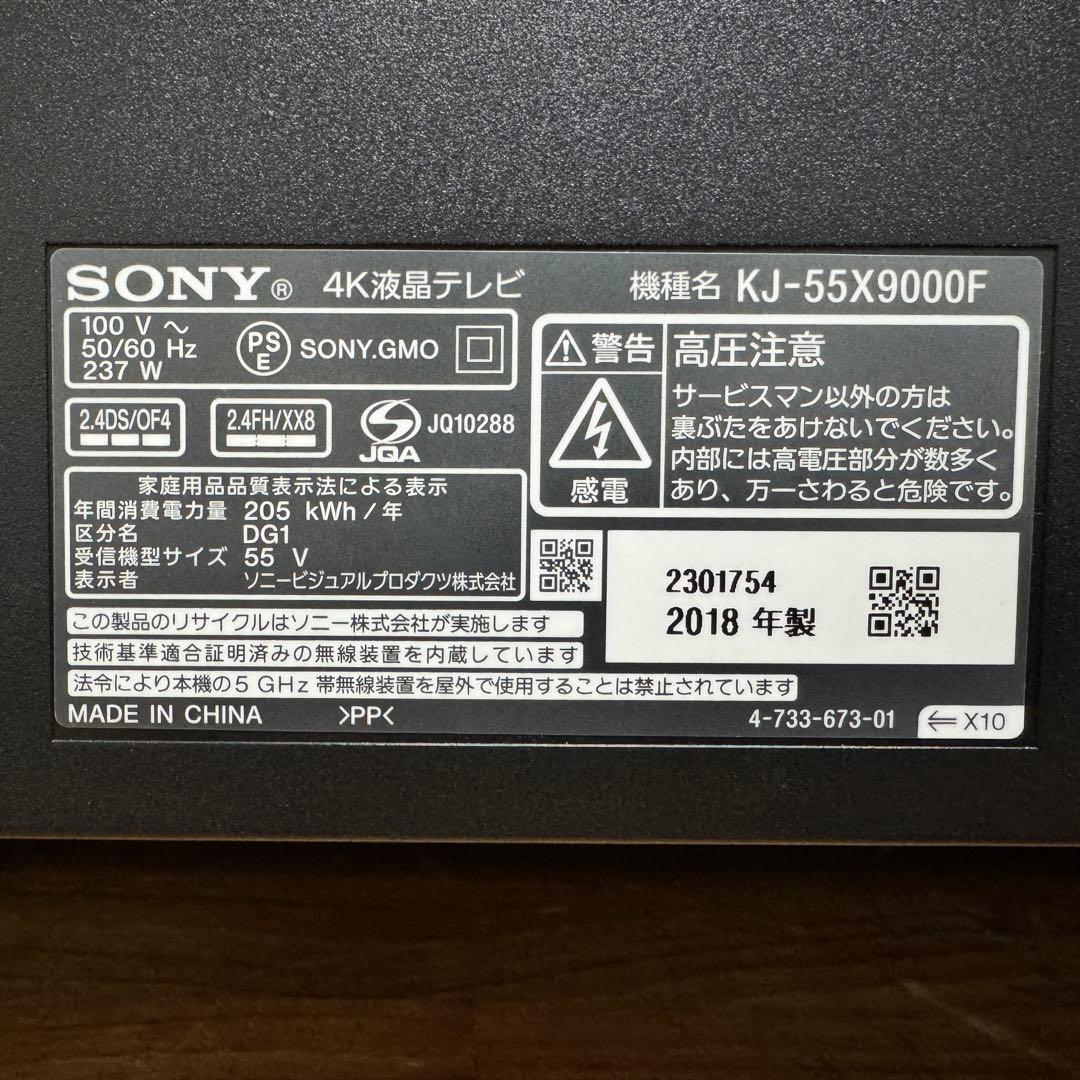 SONY® 4K液晶テレビ 機種名 KJ-55X9000F
100 V ～
50/60 Hz
237 W
PS
E
SONY.GMO
2.4DS/OF4
2.4FH/XX8
JQA
JQ10288
家庭用品品質表示法による表示
年間消費電力量 205 kWh/年
区分名 DG1
受信機型サイズ 55 V
表示者 ソニービジュアルプロダクツ株式会社
警告
感電
高圧注意
サービスマン以外の方は
裏ぶたをあけないでください。
内部には高電圧部分が数多く
あり、万一さわると危険です。
2301754
2018 年製
この製品のリサイクルはソニー株式会社が実施します
技術基準適合証明済みの無線装置を内蔵しています
法令により本機の5 GHz 帯無線装置を屋外で使用することは禁止されています
MADE IN CHINA >PP< 4-733-673-01 ← X10